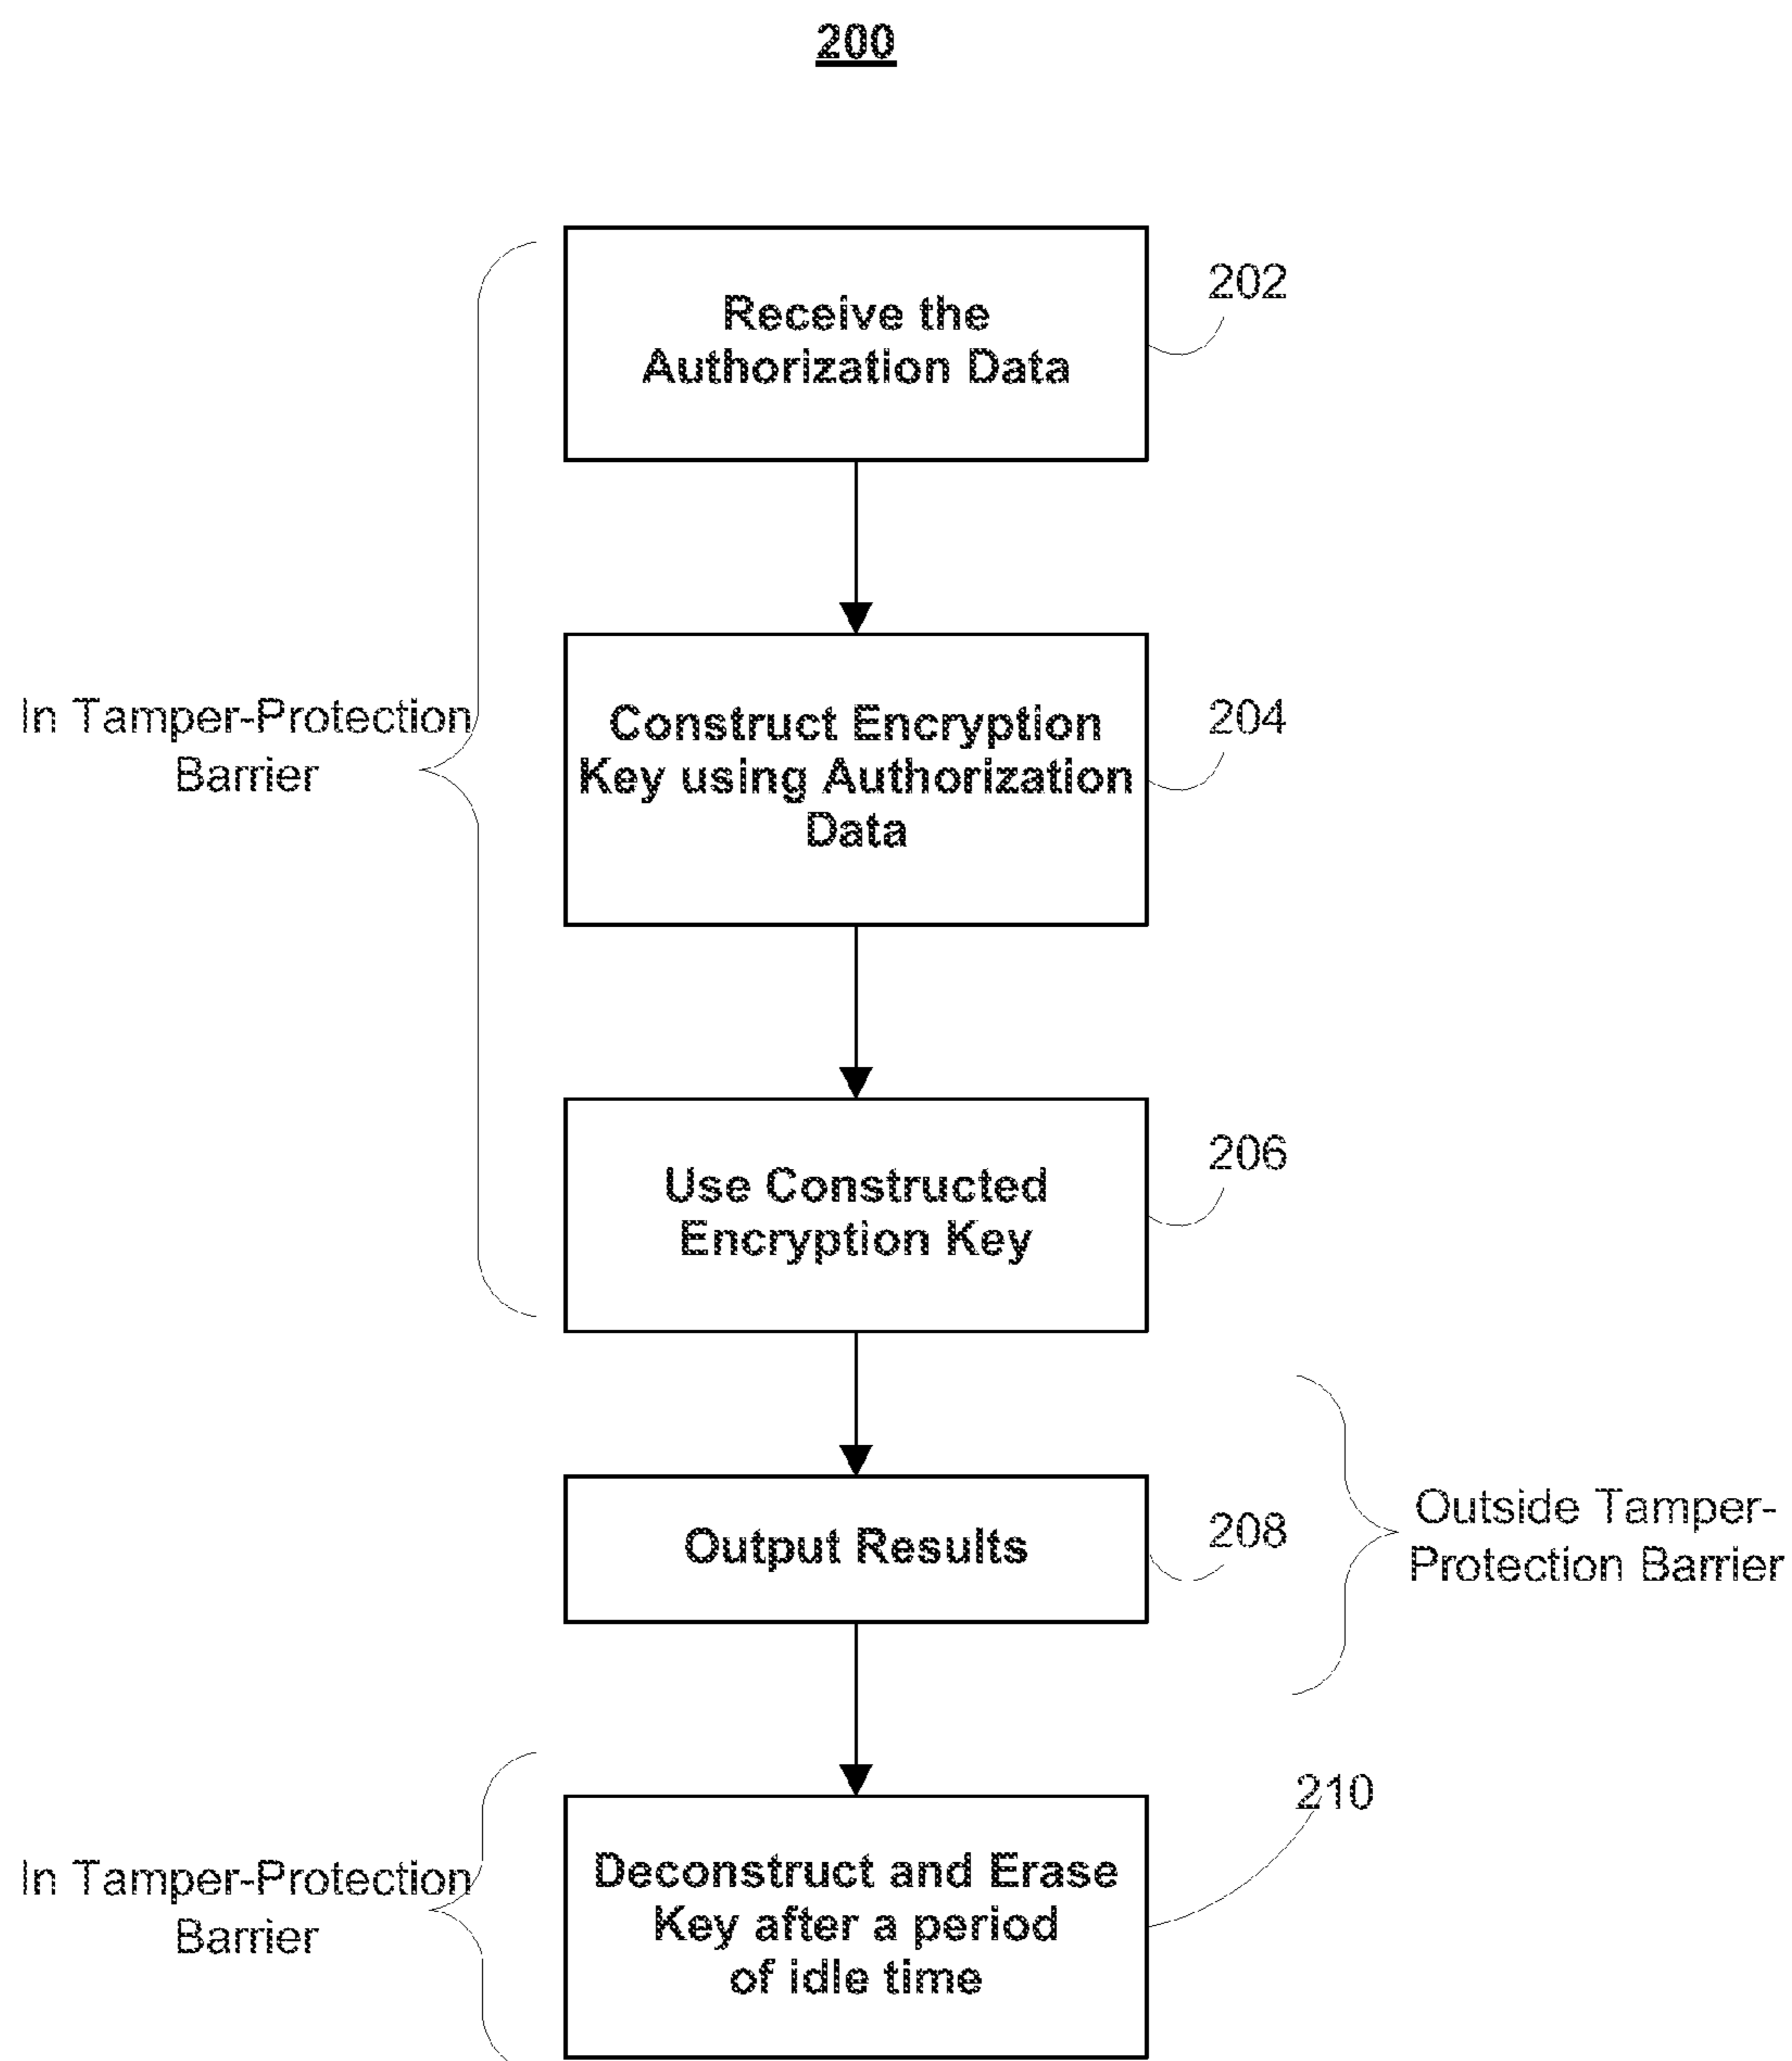 200
Receive the
Authorization Data
202
In Tamper-Protection
Barrier
Construct Encryption
Key using Authorization
Data
204
Use Constructed
Encryption Key
206
Output Results
208
Outside Tamper-
Protection Barrier
In Tamper-Protection
Barrier
Deconstruct and Erase
Key after a period
of idle time
210